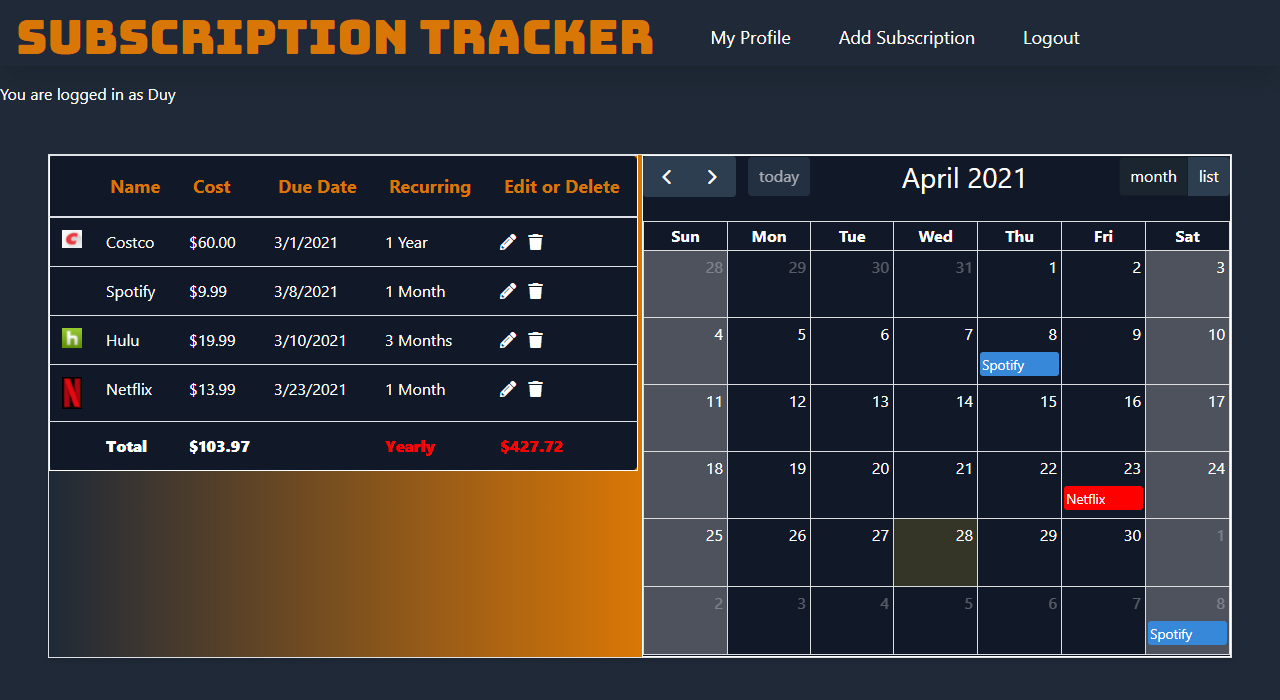 SUBSCRIPTION TRACKER My Profile Add Subscription Logout
You are logged in as Duy
Name Cost Due Date Recurring Edit or Delete
Costco $60.00 3/1/2021 1 Year
Spotify $9.99 3/8/2021 1 Month
h Hulu $19.99 3/10/2021 3 Months
N Netflix $13.99 3/23/2021 1 Month
Total $103.97 Yearly $427.72
today April 2021 month list
Sun Mon Tue Wed Thu Fri Sat
28 29 30 31 1 2 3
4 5 6 7 8 9 10
Spotify
11 12 13 14 15 16 17
18 19 20 21 22 23 24
Netflix
25 26 27 28 29 30 1
2 3 4 5 6 7 8
Spotify